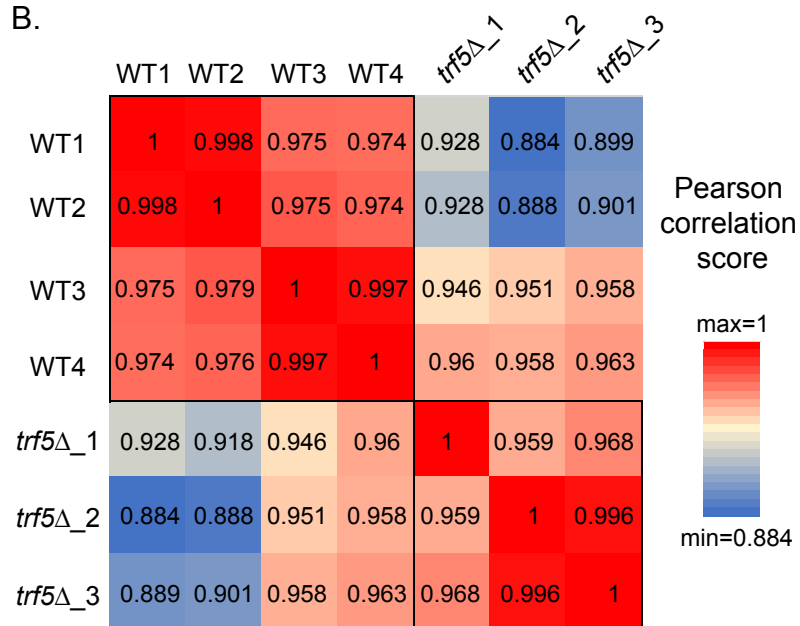 B.
WT1 WT2 WT3 WT4 trf5Δ_1 trf5Δ_2 trf5Δ_3
WT1 1 0.998 0.975 0.974 0.928 0.884 0.899
WT2 0.998 1 0.975 0.974 0.928 0.888 0.901
WT3 0.975 0.979 1 0.997 0.946 0.951 0.958
WT4 0.974 0.976 0.997 1 0.96 0.958 0.963
trf5Δ_1 0.928 0.918 0.946 0.96 1 0.959 0.968
trf5Δ_2 0.884 0.888 0.951 0.958 0.959 1 0.996
trf5Δ_3 0.889 0.901 0.958 0.963 0.968 0.996 1
Pearson
correlation
score
max=1
min=0.884